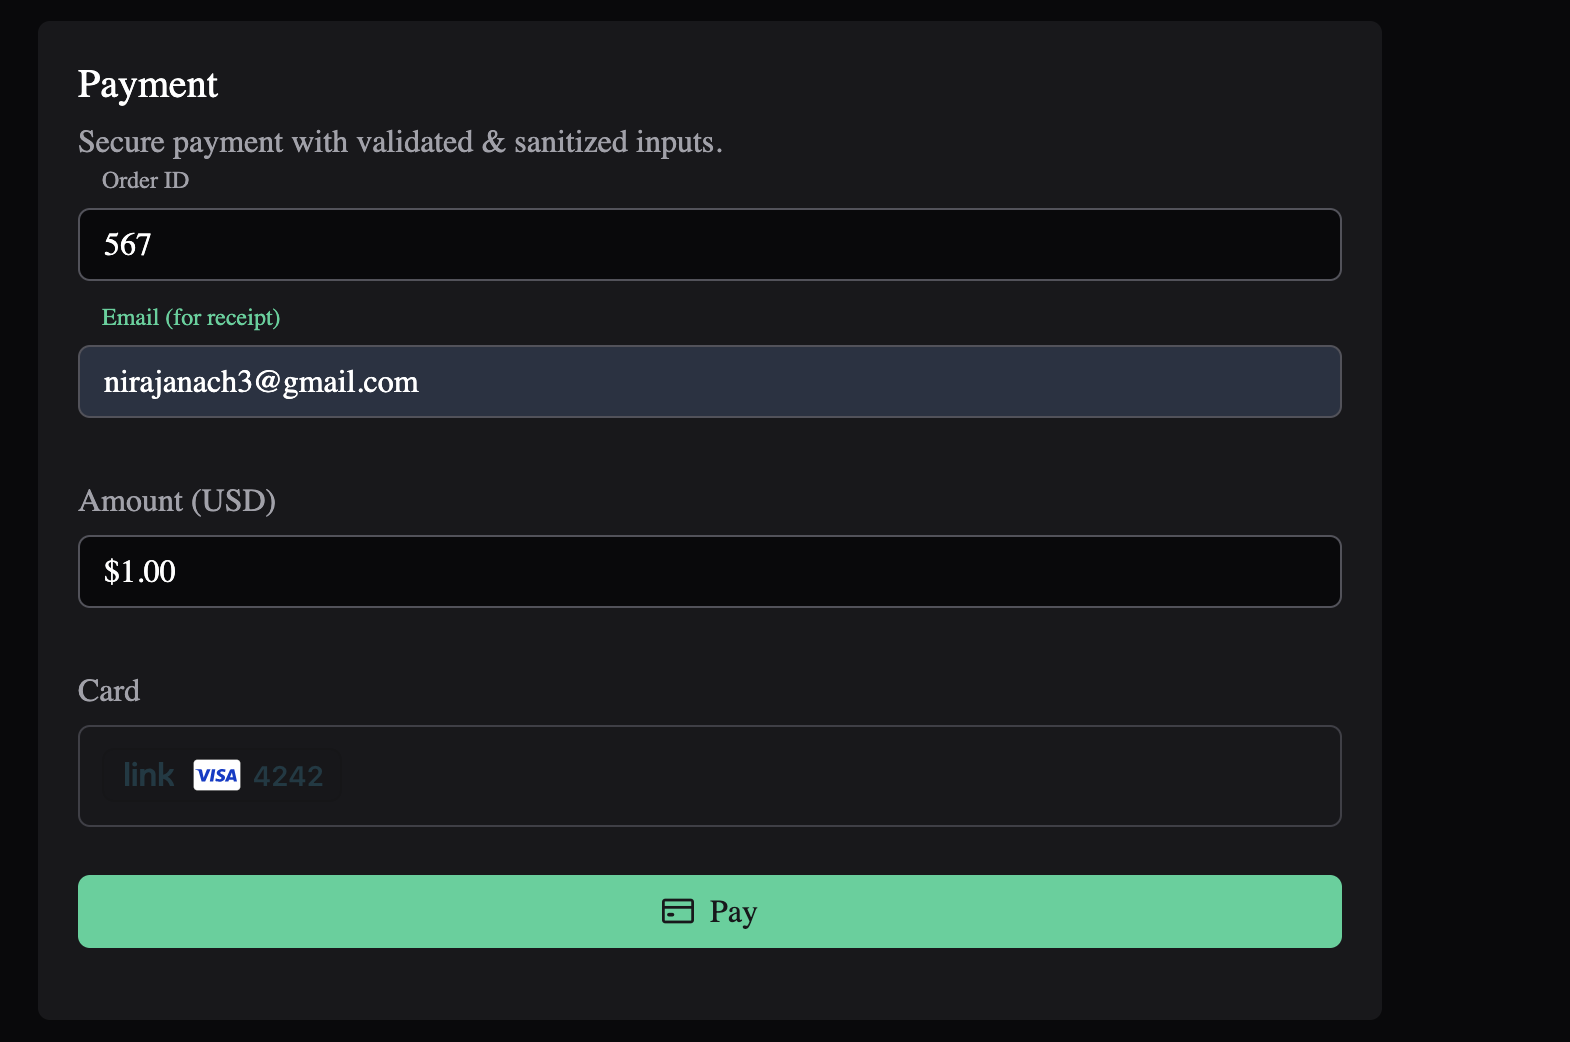 Payment
Secure payment with validated & sanitized inputs.
Order ID
567
Email (for receipt)
nirajanach3@gmail.com
Amount (USD)
$1.00
Card
link VISA 4242
Pay